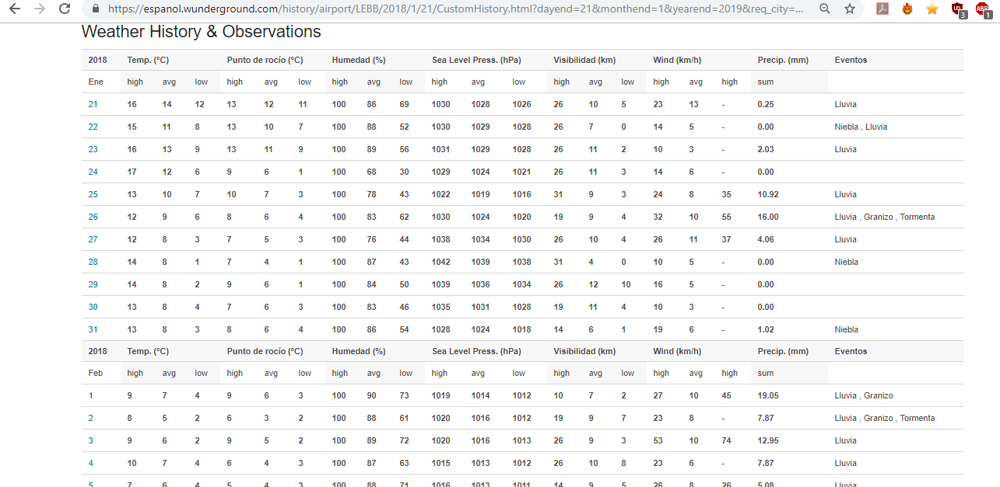 https://espanol.wunderground.com/history/airport/LEBB/2018/1/21/CustomHistory.html?dayend=21&monthend=1&yearend=2019&req_city=...
3 1
Weather History & Observations
2018 Temp. (°C) Punto de rocío (°C) Humedad (%) Sea Level Press. (hPa) Visibilidad (km) Wind (km/h) Precip. (mm) Eventos
Ene high avg low high avg low high avg low high avg low high avg low high avg high sum
21 16 14 12 13 12 11 100 86 69 1030 1028 1026 26 10 5 23 13 - 0.25 Lluvia
22 15 11 8 13 10 7 100 88 52 1030 1029 1028 26 7 0 14 5 - 0.00 Niebla , Lluvia
23 16 13 9 13 11 9 100 89 56 1031 1029 1028 26 11 2 10 3 - 2.03 Lluvia
24 17 12 6 9 6 1 100 68 30 1029 1024 1021 26 11 3 14 6 - 0.00
25 13 10 7 10 7 3 100 78 43 1022 1019 1016 31 9 3 24 8 35 10.92 Lluvia
26 12 9 6 8 6 4 100 83 62 1030 1024 1020 19 9 4 32 10 55 16.00 Lluvia , Granizo , Tormenta
27 12 8 3 7 5 3 100 76 44 1038 1034 1030 26 10 4 26 11 37 4.06 Lluvia
28 14 8 1 7 4 1 100 87 43 1042 1039 1038 31 4 0 10 5 - 0.00 Niebla
29 14 8 2 9 6 1 100 84 50 1039 1036 1034 26 12 10 16 5 - 0.00
30 13 8 4 7 6 3 100 83 46 1035 1031 1028 19 11 4 10 3 - 0.00
31 13 8 3 8 6 4 100 86 54 1028 1024 1018 14 6 1 19 6 - 1.02 Niebla
2018 Temp. (°C) Punto de rocío (°C) Humedad (%) Sea Level Press. (hPa) Visibilidad (km) Wind (km/h) Precip. (mm) Eventos
Feb high avg low high avg low high avg low high avg low high avg low high avg high sum
1 9 7 4 9 6 3 100 90 73 1019 1014 1012 10 7 2 27 10 45 19.05 Lluvia , Granizo
2 8 5 2 6 3 2 100 88 61 1020 1016 1012 19 9 7 23 8 - 7.87 Lluvia , Granizo , Tormenta
3 9 6 2 9 5 2 100 89 72 1020 1016 1013 26 9 3 53 10 74 12.95 Lluvia
4 10 7 4 6 4 3 100 87 63 1015 1013 1012 26 10 8 23 6 - 7.87 Lluvia
5 7 6 4 5 4 3 100 88 71 1016 1013 1011 14 9 5 26 8 26 5.08 Lluvia